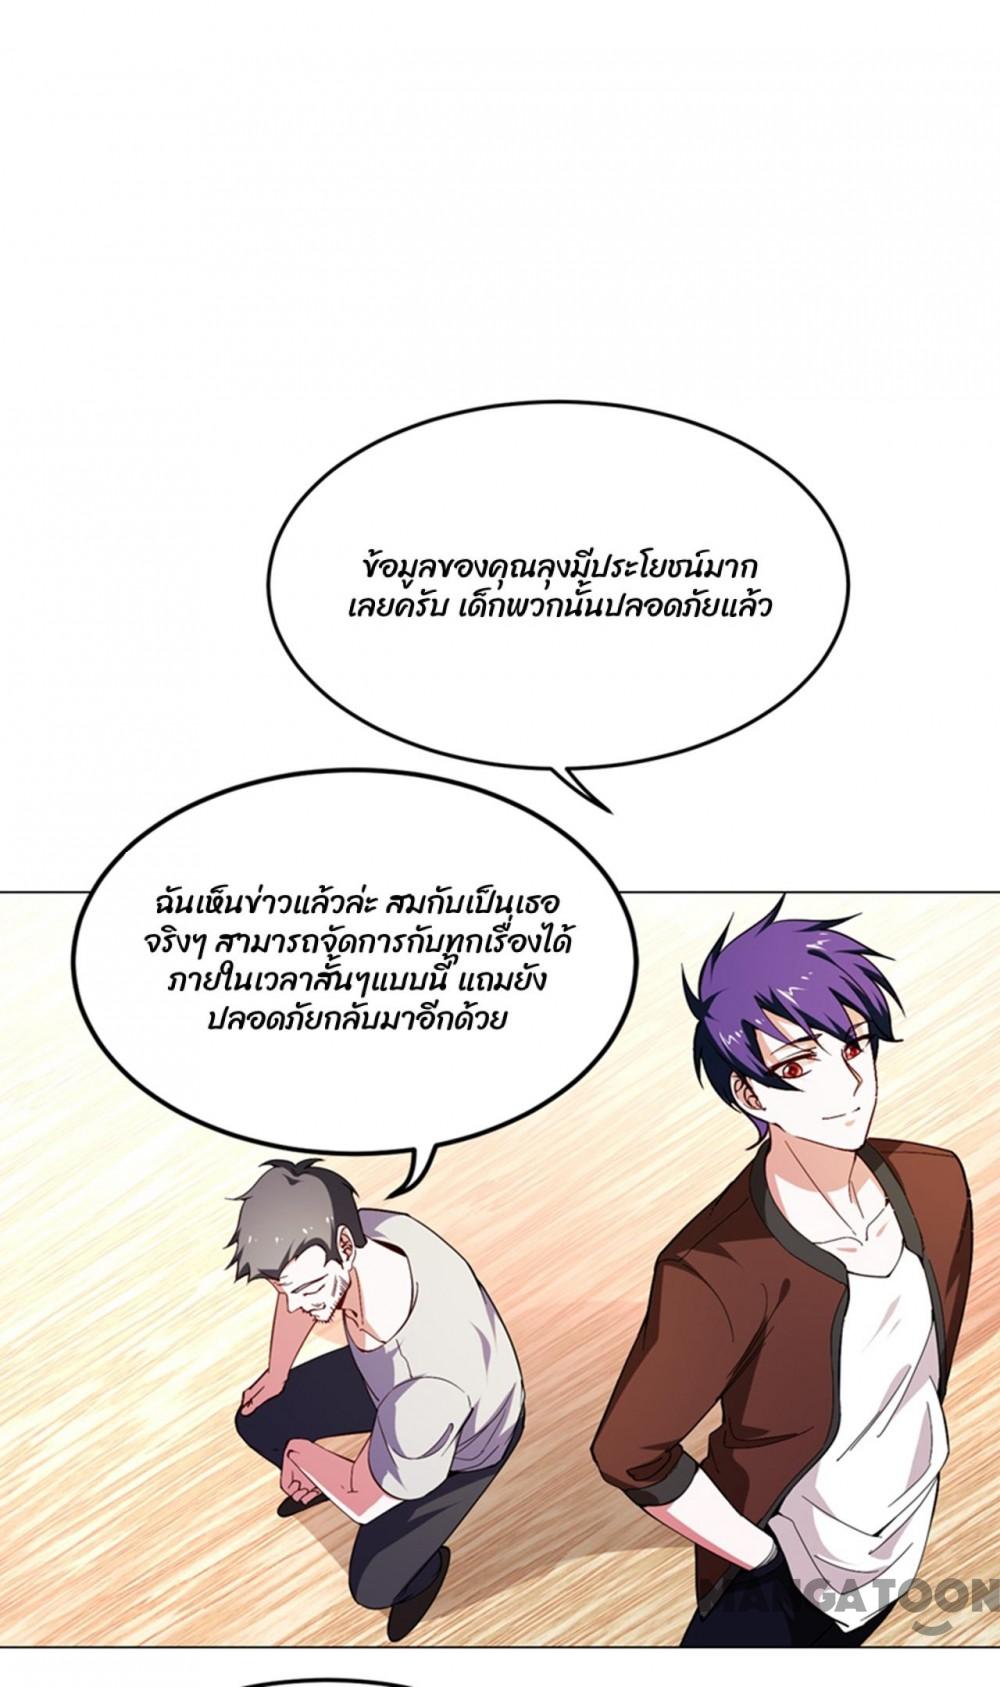 ข้อมูลของคุณลุงมีประโยชน์มาก
เลยครับ เด็กพวกนั้นปลอดภัยแล้ว
ฉันเห็นข่าวแล้วล่ะ สมกับเป็นเธอ
จริงๆ สามารถจัดการกับทุกเรื่องได้
ภายในเวลาสั้นๆแบบนี้ แถมยัง
ปลอดภัยกลับมาอีกด้วย
MANGATOON